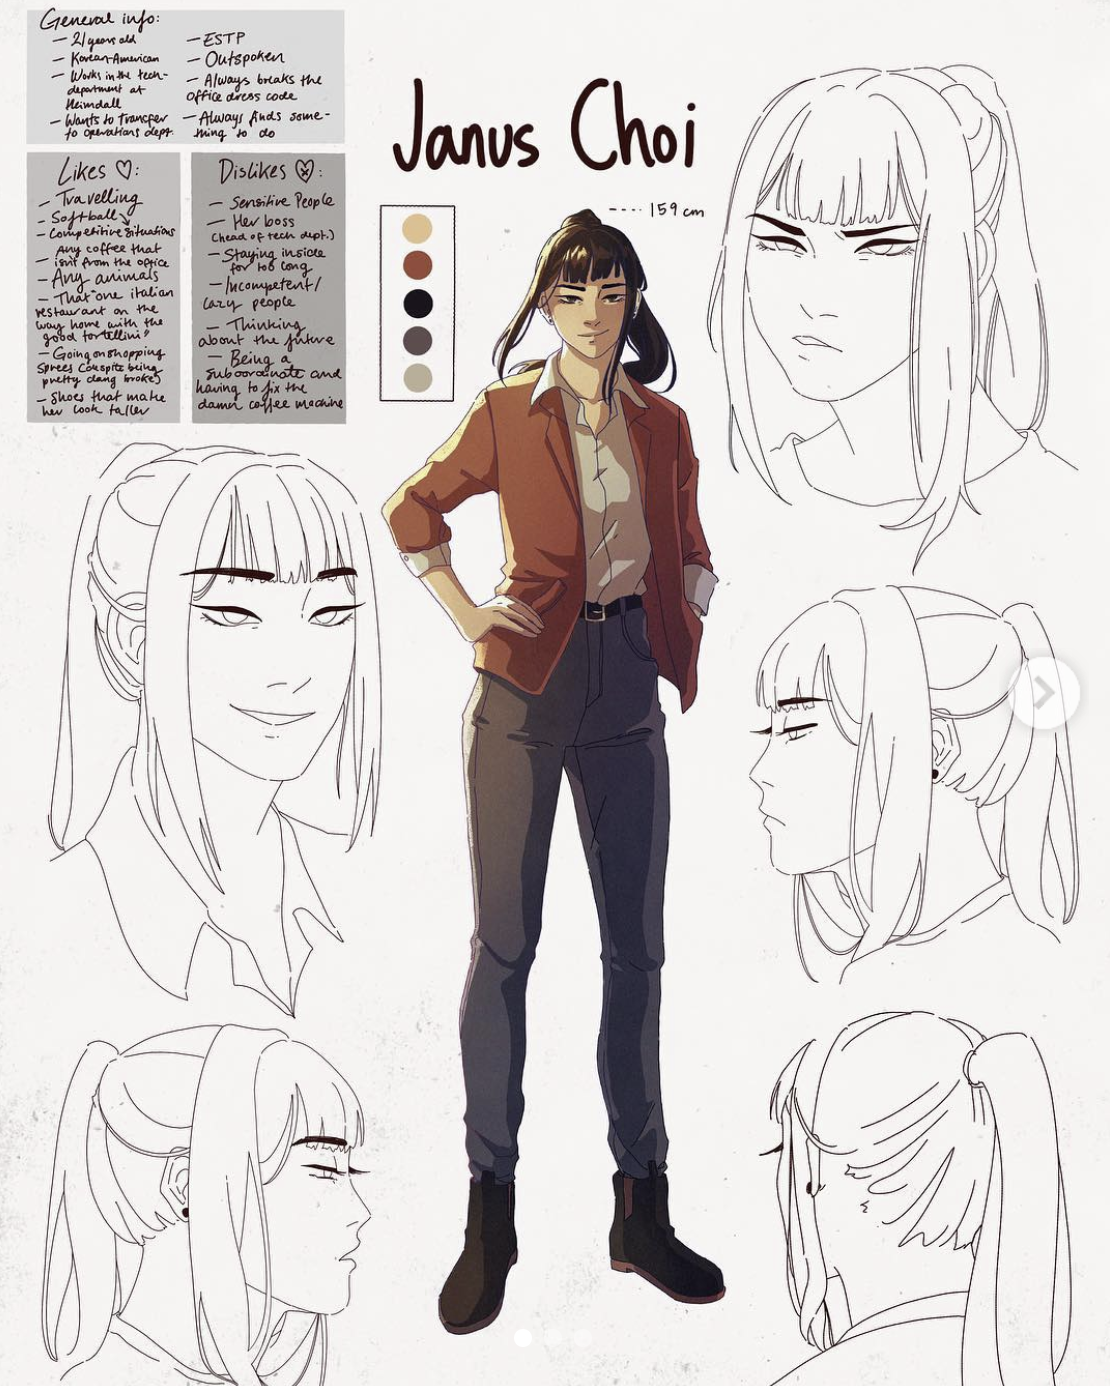 General info:
– 21 years old
– Korean-American
– Works in the tech-
department at
Heimdall
– Wants to transfer
to operations dept.
– ESTP
– Outspoken
– Always breaks the
office dress code
– Always finds some-
thing to do
Likes ♡:
– Travelling
– Softball
– Competitive situations
– Any coffee that
isnt from the office
– Any animals
– That "one italian
restaurant on the
way home with the
good tortellini"
– Going on shopping
sprees (despite being
pretty dang broke)
– Shoes that make
her look taller
Dislikes:
– Sensitive People
– Her boss
(head of tech dept.)
– Staying inside
for too long
– Incompetent/
lazy people
– Thinking
about the future
– Being a
subordinate and
having to fix the
damn coffee machine
Janus Choi
159 cm